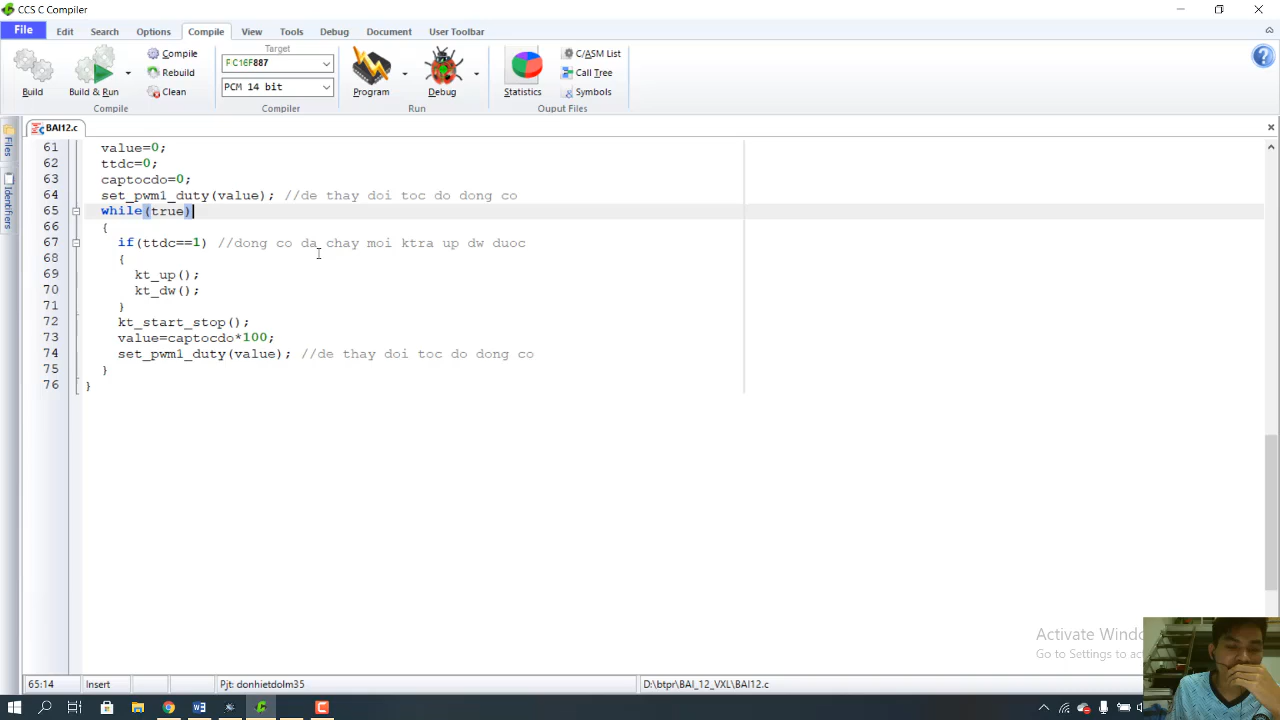 CCS C Compiler
File Edit Search Options Compile View Tools Debug Document User Toolbar
Build
Build & Run
Compile
Rebuild
Clean
Compile
Target
PCM 14 bit
Compiler
Program
Debug
Run
Statistics
C/ASM List
Call Tree
Symbols
Ouput Files
BAI12.c
Files
Identifiers
61 value=0;
62 ttdc=0;
63 captocdo=0;
64 set_pwm1_duty(value); //de thay doi toc do dong co
65 while(true)
66 {
67 if(ttdc==1) //dong co da chay moi ktra up dw duoc
68 {
69 kt_up();
70 kt_dw();
71 }
72 kt_start_stop();
73 value=captocdo*100;
74 set_pwm1_duty(value); //de thay doi toc do dong co
75 }
76 }
Activate
Go to Settings to
65:14 Insert Pjt: donhietdolm35 D:\btpr\BAI_12_VXL\BAI12.c